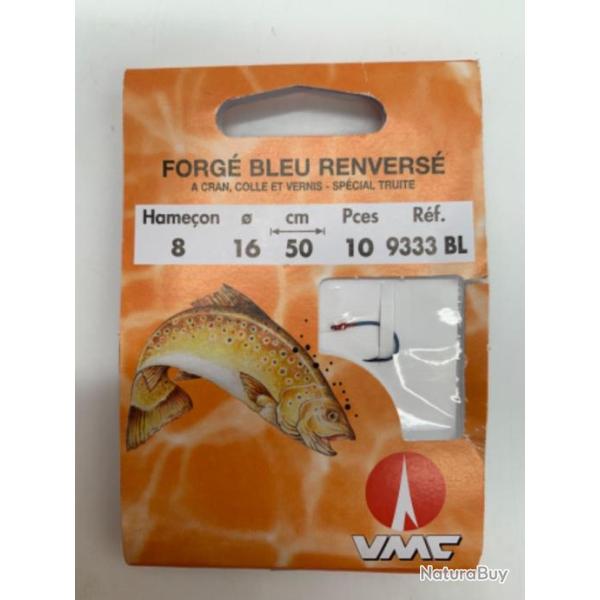 FORGÉ BLEU RENVERSÉ
A CRAN, COLLE ET VERNIS - SPÉCIAL TRUITE
Hameçon ø cm Pces Réf.
8 16 50 10 9333 BL
VMC
NaturaBuy